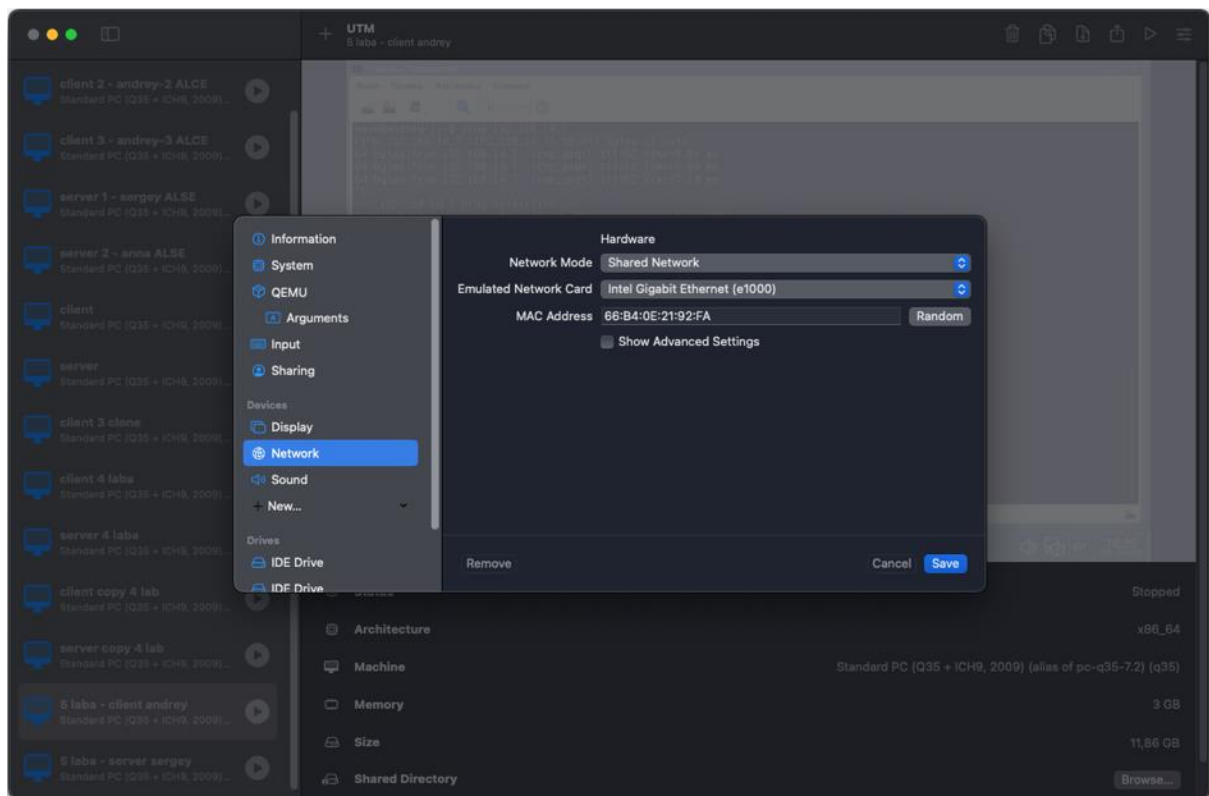 UTM
5 laba - client andrey
client 2 - andrey-2 ALCE
Standard PC (Q35 + ICH9, 2009)...
client 3 - andrey-3 ALCE
Standard PC (Q35 + ICH9, 2009)...
server 1 - sergey ALSE
Standard PC (Q35 + ICH9, 2009)...
server 2 - anna ALSE
Standard PC (Q35 + ICH9, 2009)...
client
Standard PC (Q35 + ICH9, 2009)...
server
Standard PC (Q35 + ICH9, 2009)...
client 3 clone
Standard PC (Q35 + ICH9, 2009)...
client 4 laba
Standard PC (Q35 + ICH9, 2009)...
server 4 laba
Standard PC (Q35 + ICH9, 2009)...
client copy 4 lab
Standard PC (Q35 + ICH9, 2009)...
server copy 4 lab
Standard PC (Q35 + ICH9, 2009)...
5 laba - client andrey
Standard PC (Q35 + ICH9, 2009)...
5 laba - server sergey
Standard PC (Q35 + ICH9, 2009)...
Information
System
QEMU
Arguments
Input
Sharing
Devices
Display
Network
Sound
New...
Drives
IDE Drive
IDE Drive
Hardware
Network Mode Shared Network
Emulated Network Card Intel Gigabit Ethernet (e1000)
MAC Address 66:B4:0E:21:92:FA Random
Show Advanced Settings
Remove Cancel Save
Status Stopped
Architecture x86_64
Machine Standard PC (Q35 + ICH9, 2009) (alias of pc-q35-7.2) (q35)
Memory 3 GB
Size 11,86 GB
Shared Directory Browse...